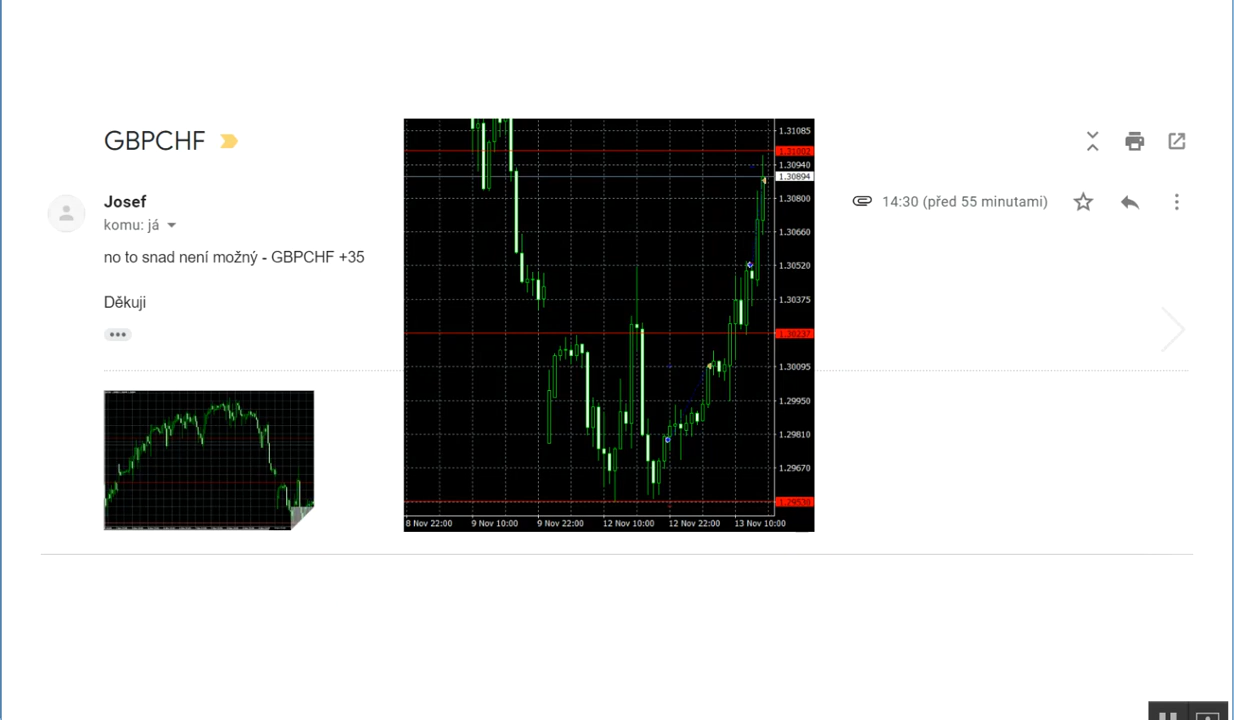 GBPCHF
Josef
komu: já
14:30 (před 55 minutami)
no to snad není možný - GBPCHF +35
Děkuji
1.31085
1.31002
1.30940
1.30894
1.30800
1.30660
1.30520
1.30375
1.30237
1.30095
1.29950
1.29810
1.29670
1.29530
8 Nov 22:00 9 Nov 10:00 9 Nov 22:00 12 Nov 10:00 12 Nov 22:00 13 Nov 10:00